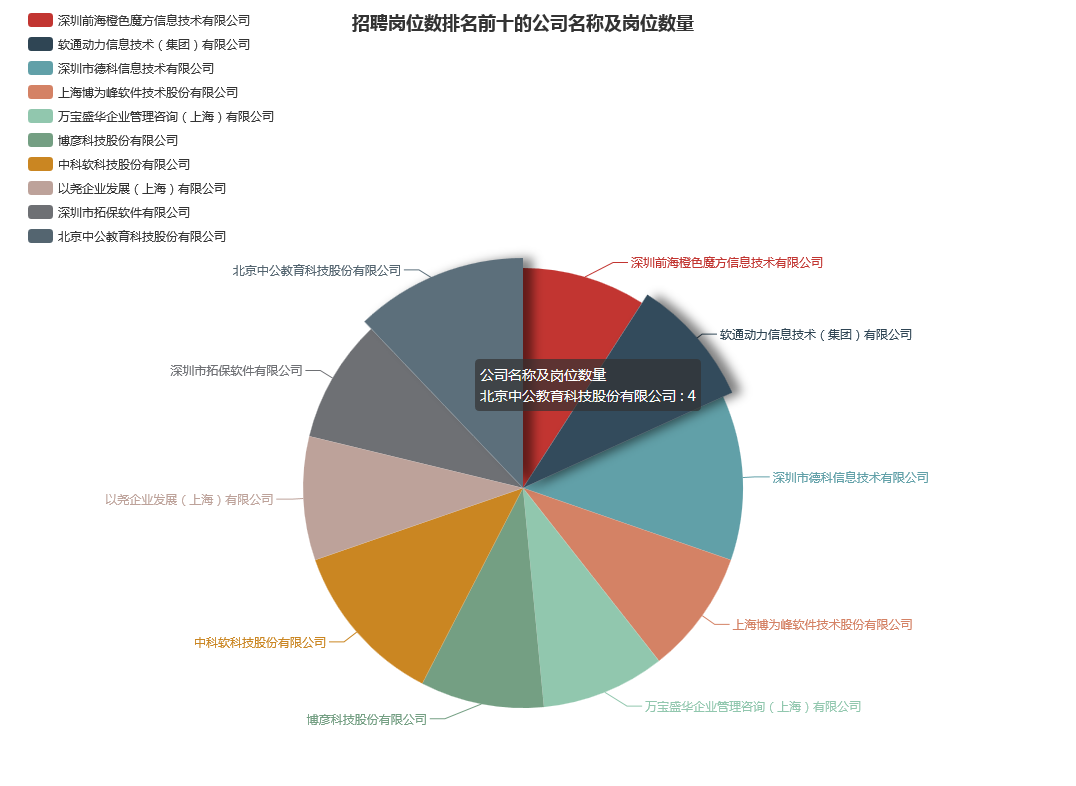 招聘岗位数排名前十的公司名称及岗位数量
深圳前海橙色魔方信息技术有限公司
软通动力信息技术（集团）有限公司
深圳市德科信息技术有限公司
上海博为峰软件技术股份有限公司
万宝盛华企业管理咨询（上海）有限公司
博彦科技股份有限公司
中科软科技股份有限公司
以尧企业发展（上海）有限公司
深圳市拓保软件有限公司
北京中公教育科技股份有限公司
深圳前海橙色魔方信息技术有限公司
北京中公教育科技股份有限公司
软通动力信息技术（集团）有限公司
深圳市拓保软件有限公司
公司名称及岗位数量
北京中公教育科技股份有限公司 : 4
深圳市德科信息技术有限公司
以尧企业发展（上海）有限公司
上海博为峰软件技术股份有限公司
中科软科技股份有限公司
万宝盛华企业管理咨询（上海）有限公司
博彦科技股份有限公司